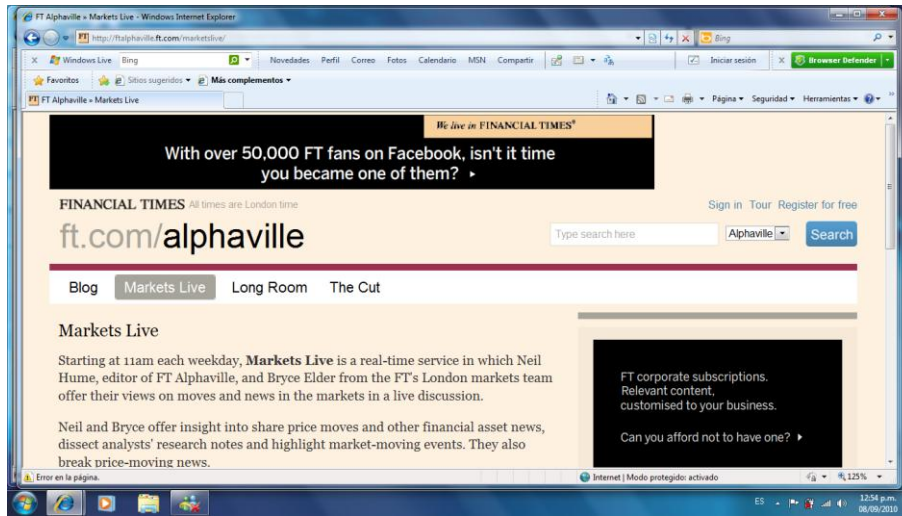 FT Alphaville » Markets Live - Windows Internet Explorer
http://ftalphaville.ft.com/marketslive/
Bing
X Windows Live Bing Novedades Perfil Correo Fotos Calendario MSN Compartir Iniciar sesión X Browser Defender
Favoritos Sitios sugeridos Más complementos
FT Alphaville » Markets Live Página Seguridad Herramientas
We live in FINANCIAL TIMES®
With over 50,000 FT fans on Facebook, isn't it time
you became one of them?
FINANCIAL TIMES All times are London time
Sign in Tour Register for free
ft.com/alphaville
Type search here Alphaville Search
Blog Markets Live Long Room The Cut
Markets Live
Starting at 11am each weekday, Markets Live is a real-time service in which Neil
Hume, editor of FT Alphaville, and Bryce Elder from the FT's London markets team
offer their views on moves and news in the markets in a live discussion.
Neil and Bryce offer insight into share price moves and other financial asset news,
dissect analysts' research notes and highlight market-moving events. They also
break price-moving news.
FT corporate subscriptions.
Relevant content,
customised to your business.
Can you afford not to have one?
Error en la página. Internet | Modo protegido: activado 125%
ES 12:54 p.m.
08/09/2010